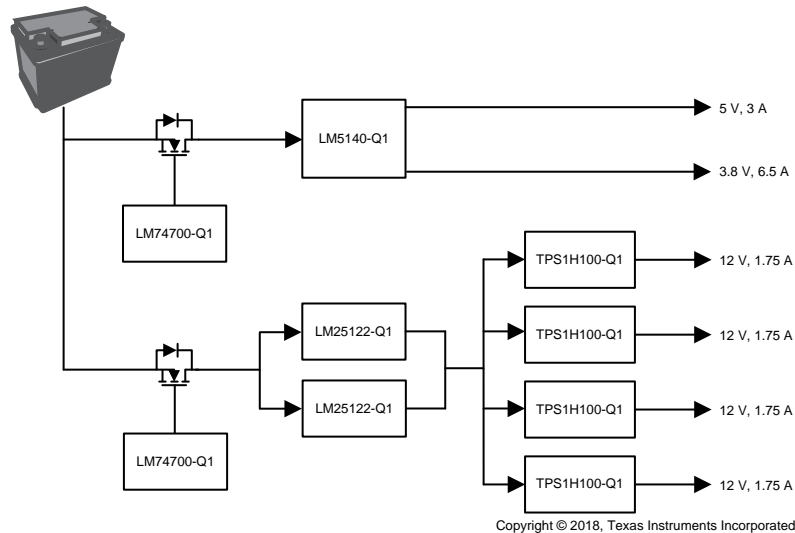 5 V, 3 A
LM5140-Q1
3.8 V, 6.5 A
LM74700-Q1
TPS1H100-Q1
12 V, 1.75 A
LM25122-Q1
TPS1H100-Q1
12 V, 1.75 A
LM25122-Q1
TPS1H100-Q1
12 V, 1.75 A
LM74700-Q1
TPS1H100-Q1
12 V, 1.75 A
Copyright © 2018, Texas Instruments Incorporated